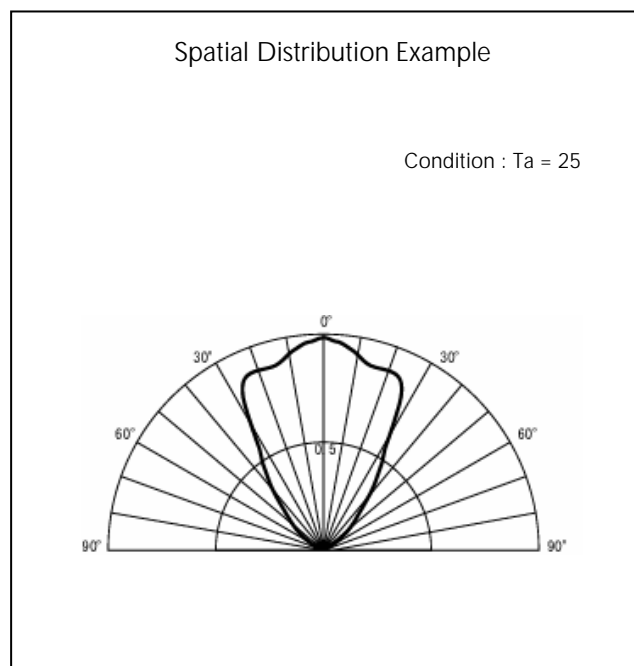 Spatial Distribution Example
Condition : Ta = 25
0°
30° 30°
60° 60°
0.5
90° 90°